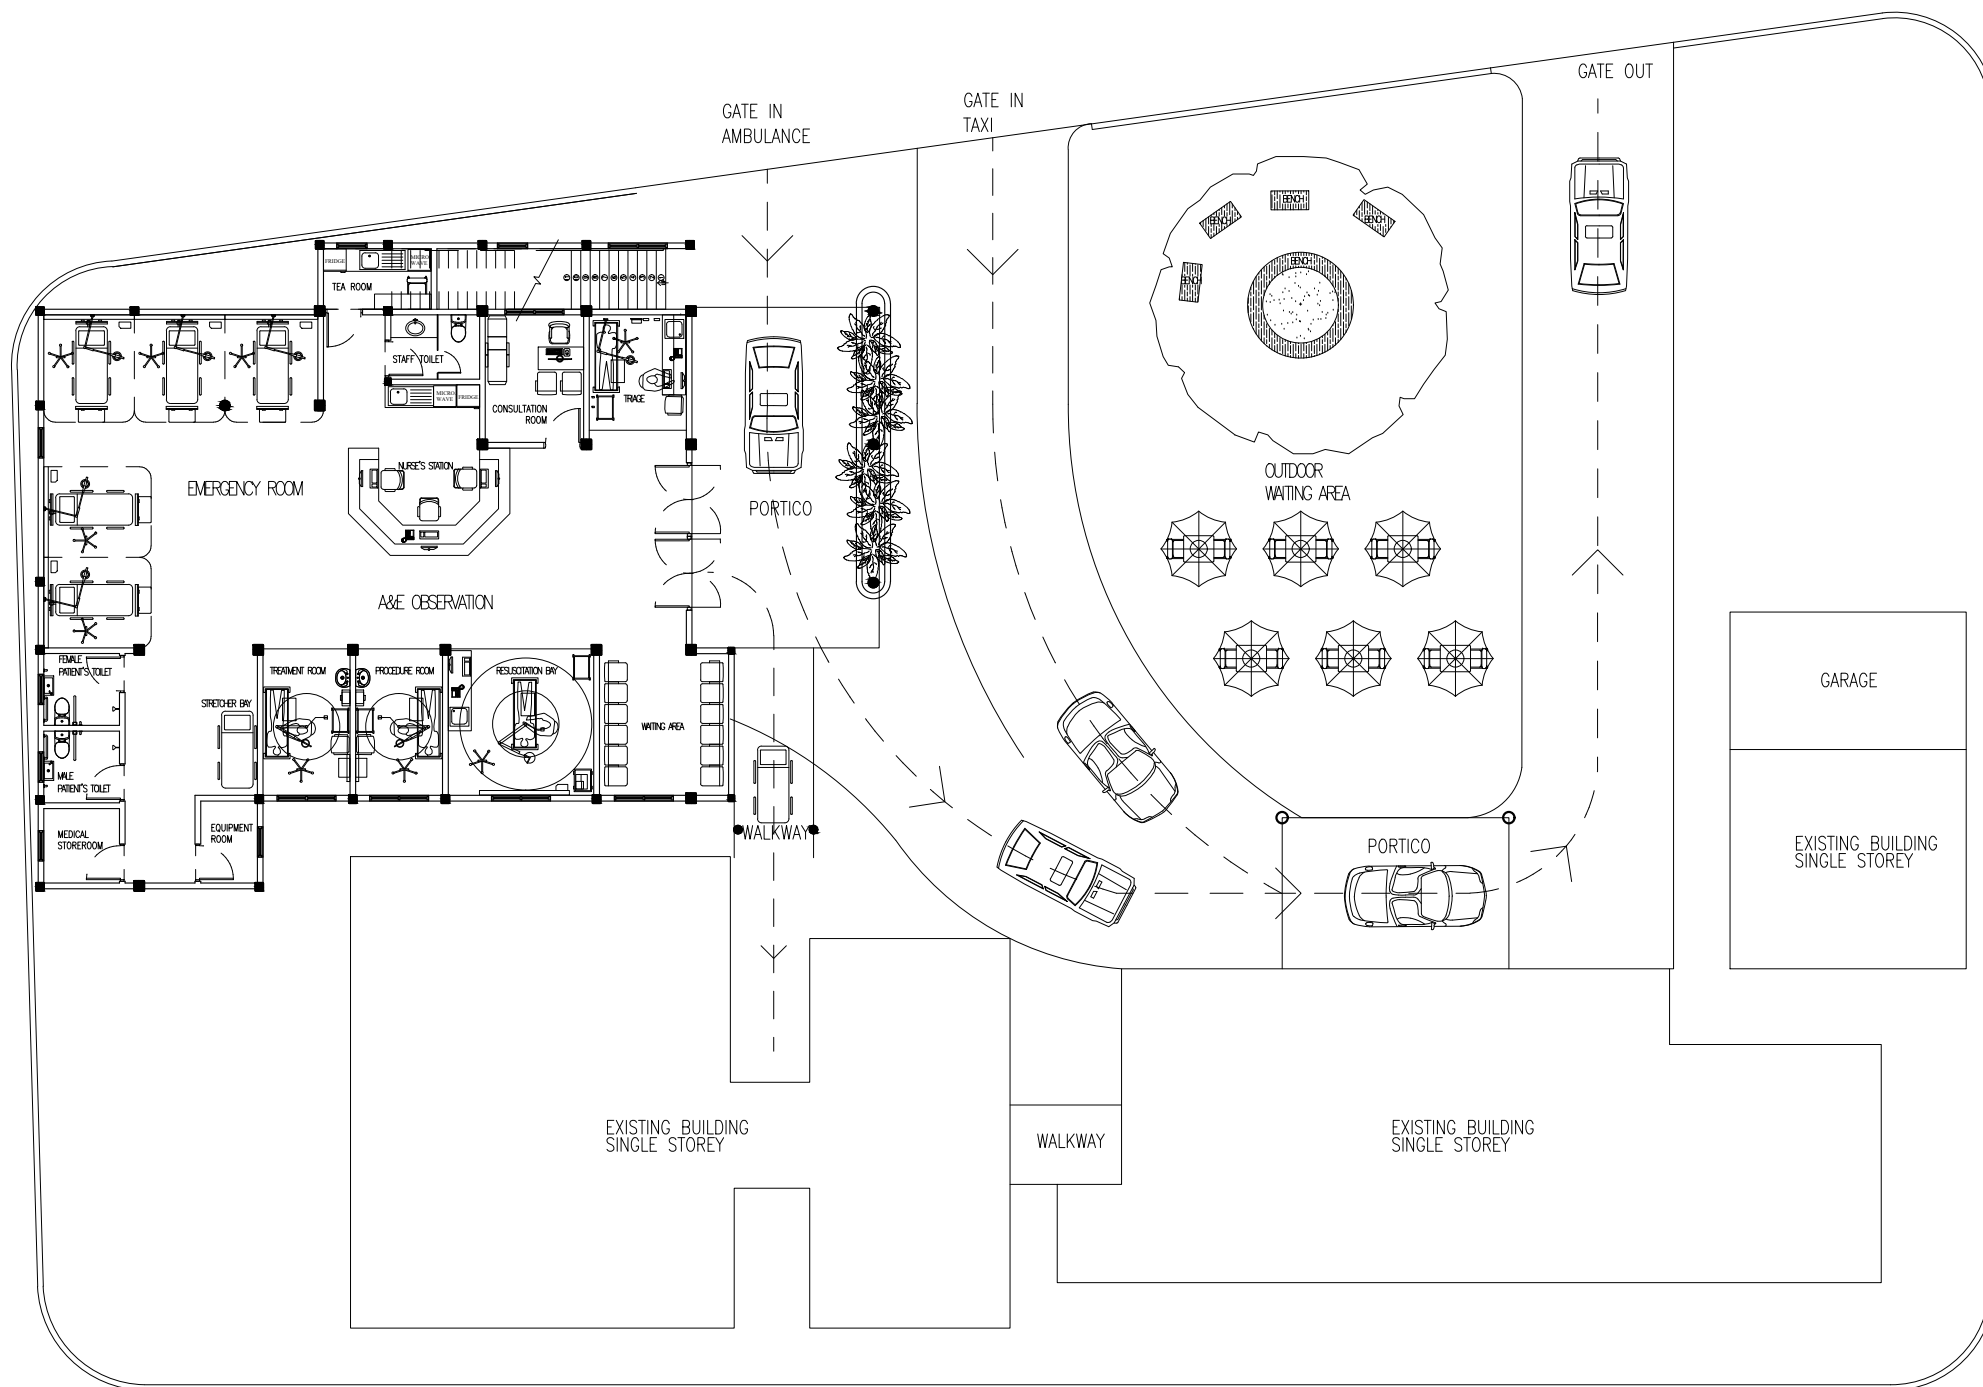 GATE OUT
GATE IN
TAXI
GATE IN
AMBULANCE
BENCH
BENCH
BENCH
BENCH
BENCH
FRIDGE
MICRO
WAVE
TEA ROOM
STAFF TOILET
MICRO
WAVE
FRIDGE
CONSULTATION
ROOM
TRIAGE
NURSE'S STATION
EMERGENCY ROOM
PORTICO
OUTDOOR
WAITING AREA
A&E OBSERVATION
FEMALE
PATIENT'S TOILET
TREATMENT ROOM
PROCEDURE ROOM
RESUSCITATION BAY
STRETCHER BAY
WAITING AREA
MALE
PATIENT'S TOILET
MEDICAL
STOREROOM
EQUIPMENT
ROOM
WALKWAY
PORTICO
GARAGE
EXISTING BUILDING
SINGLE STOREY
EXISTING BUILDING
SINGLE STOREY
WALKWAY
EXISTING BUILDING
SINGLE STOREY